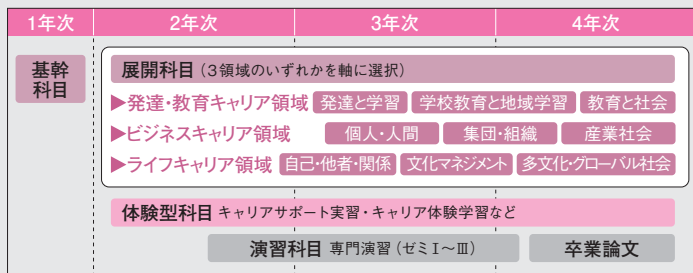 1年次 2年次 3年次 4年次
基幹
科目
展開科目（3領域のいずれかを軸に選択）
▶発達・教育キャリア領域 発達と学習 学校教育と地域学習 教育と社会
▶ビジネスキャリア領域 個人・人間 集団・組織 産業社会
▶ライフキャリア領域 自己・他者・関係 文化マネジメント 多文化・グローバル社会
体験型科目 キャリアサポート実習・キャリア体験学習など
演習科目 専門演習（ゼミⅠ〜Ⅲ） 卒業論文